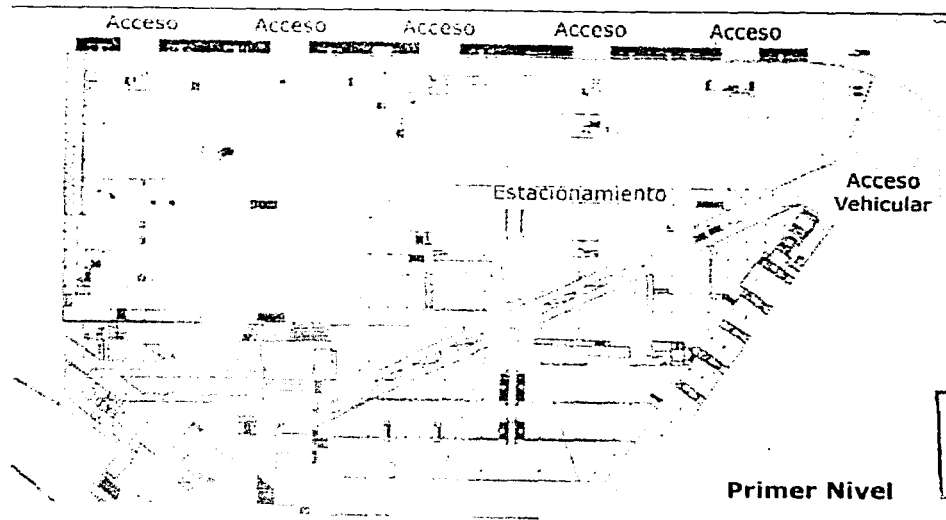 Acceso Acceso Acceso Acceso Acceso
Estacionamiento
Acceso
Vehicular
Primer Nivel